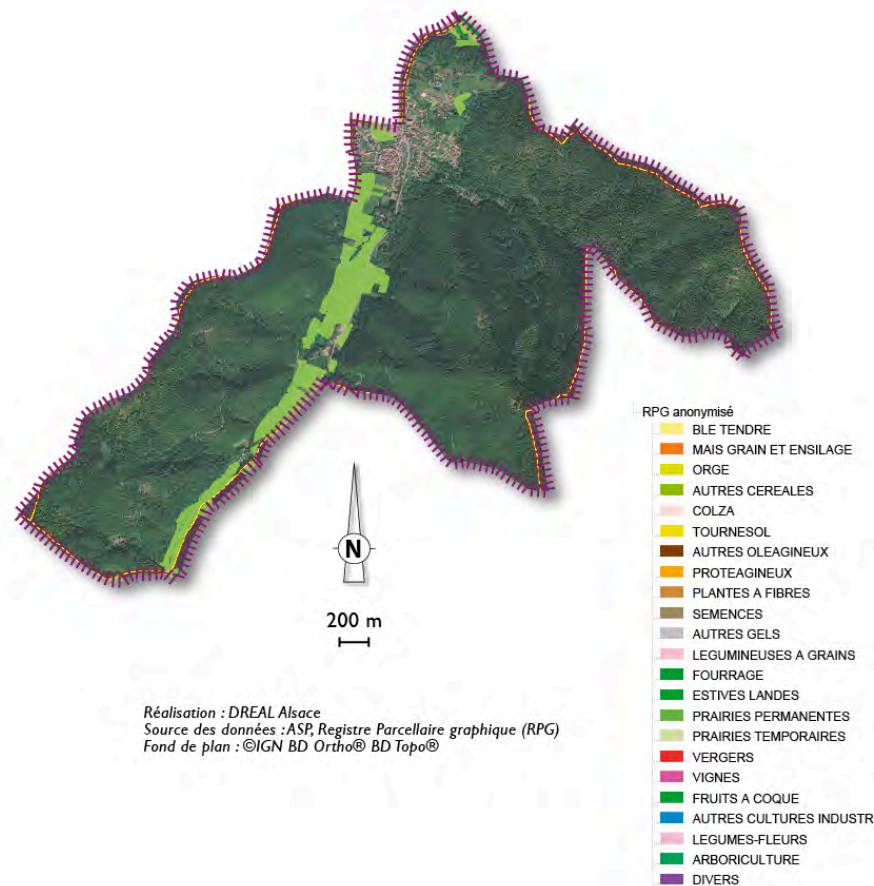 RPG anonymisé
BLE TENDRE
MAIS GRAIN ET ENSILAGE
ORGE
AUTRES CEREALES
COLZA
TOURNESOL
AUTRES OLEAGINEUX
PROTEAGINEUX
PLANTES A FIBRES
SEMENCES
AUTRES GELS
LEGUMINEUSES A GRAINS
FOURRAGE
ESTIVES LANDES
PRAIRIES PERMANENTES
PRAIRIES TEMPORAIRES
VERGERS
VIGNES
FRUITS A COQUE
AUTRES CULTURES INDUSTR
LEGUMES-FLEURS
ARBORICULTURE
DIVERS
N
200 m
Réalisation : DREAL Alsace
Source des données : ASP, Registre Parcellaire graphique (RPG)
Fond de plan : ©IGN BD Ortho® BD Topo®